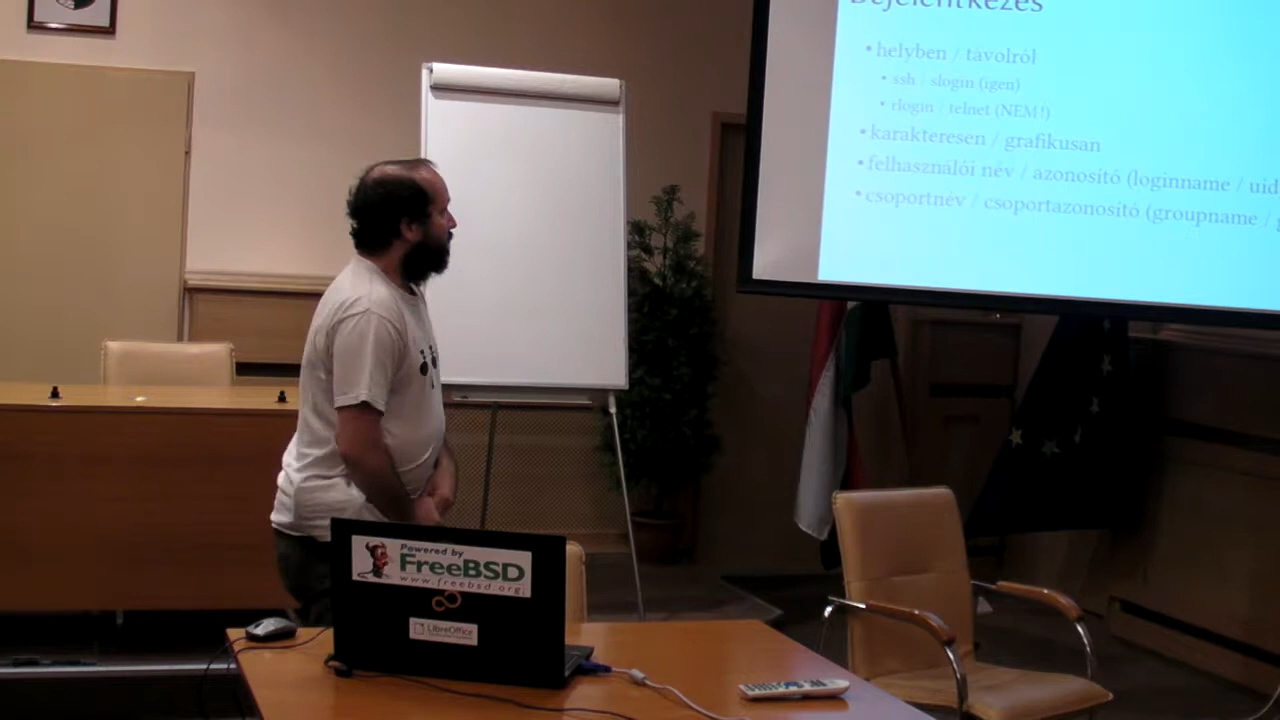 Bejelentkezés
•helyben / távolról
•ssh / slogin (igen)
•rlogin / telnet (NEM!)
•karakteresen / grafikusan
•felhasználói név / azonosító (loginname / uid
•csoportnév / csoportazonosító (groupname / g
Powered by
FreeBSD
www.freebsd.org
LibreOffice